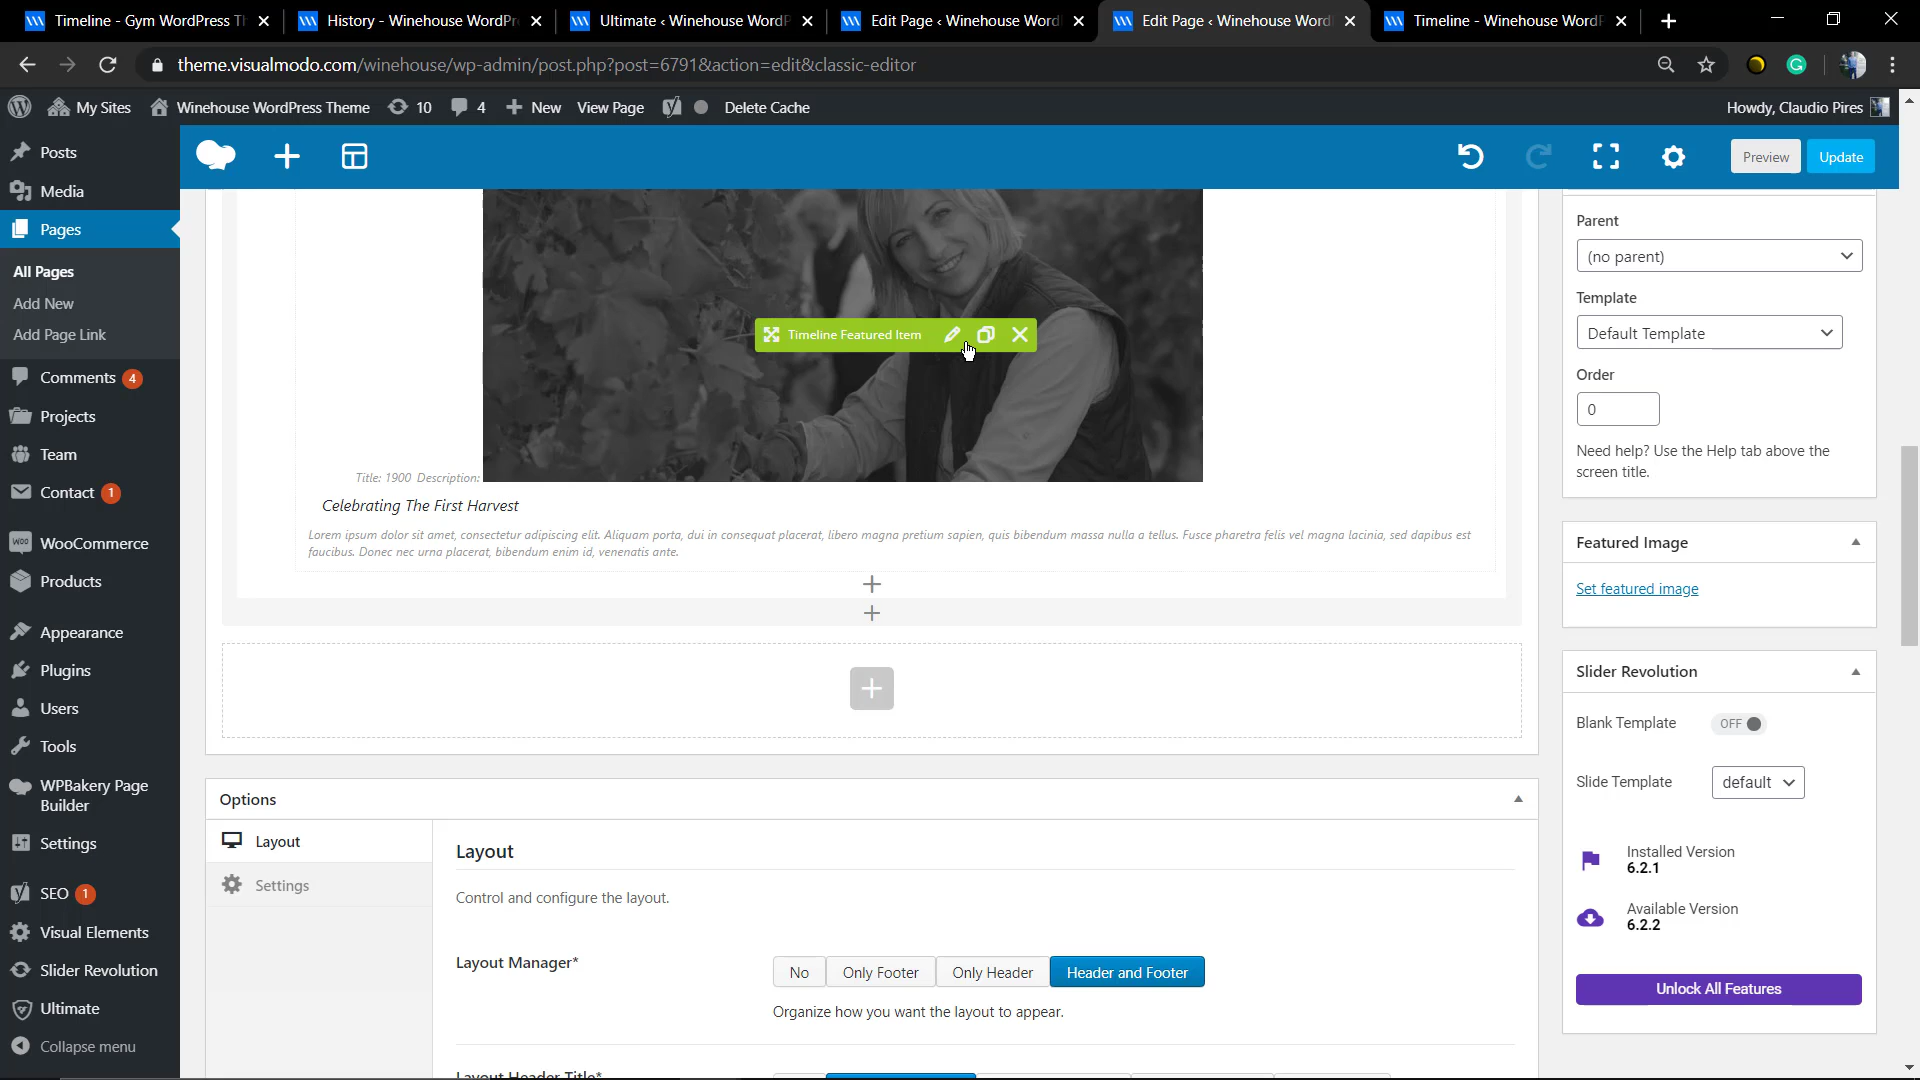 Timeline - Gym WordPress T
History - Winehouse WordPr
Ultimate ‹ Winehouse WordP
Edit Page ‹ Winehouse Word
Edit Page ‹ Winehouse Word
Timeline - Winehouse WordP
theme.visualmodo.com/winehouse/wp-admin/post.php?post=6791&action=edit&classic-editor
My Sites
Winehouse WordPress Theme
10
4
New
View Page
Delete Cache
Howdy, Claudio Pires
Posts
Media
Pages
All Pages
Add New
Add Page Link
Comments 4
Projects
Team
Contact 1
WooCommerce
Products
Appearance
Plugins
Users
Tools
WPBakery Page
Builder
Settings
SEO 1
Visual Elements
Slider Revolution
Ultimate
Collapse menu
Preview
Update
Timeline Featured Item
Title: 1900 Description:
Celebrating The First Harvest
Lorem ipsum dolor sit amet, consectetur adipiscing elit. Aliquam porta, dui in consequat placerat, libero magna pretium sapien, quis bibendum massa nulla a tellus. Fusce pharetra felis vel magna lacinia, sed dapibus est
faucibus. Donec nec urna placerat, bibendum enim id, venenatis ante.
Options
Layout
Settings
Layout
Control and configure the layout.
Layout Manager*
No
Only Footer
Only Header
Header and Footer
Organize how you want the layout to appear.
Layout Header Title*
Parent
(no parent)
Template
Default Template
Order
0
Need help? Use the Help tab above the
screen title.
Featured Image
Set featured image
Slider Revolution
Blank Template
OFF
Slide Template
default
Installed Version
6.2.1
Available Version
6.2.2
Unlock All Features